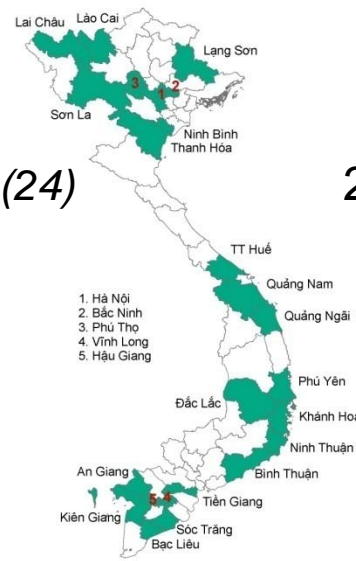 Lai Châu
Lào Cai
Lạng Sơn
3
2
1
Sơn La
Ninh Bình
Thanh Hóa
(24)
2
TT Huế
Quảng Nam
Quảng Ngãi
1. Hà Nội
2. Bắc Ninh
3. Phú Thọ
4. Vĩnh Long
5. Hậu Giang
Phú Yên
Đắc Lắc
Khánh Hoà
Ninh Thuận
Bình Thuận
An Giang
5
4
Tiền Giang
Kiên Giang
Sóc Trăng
Bạc Liêu